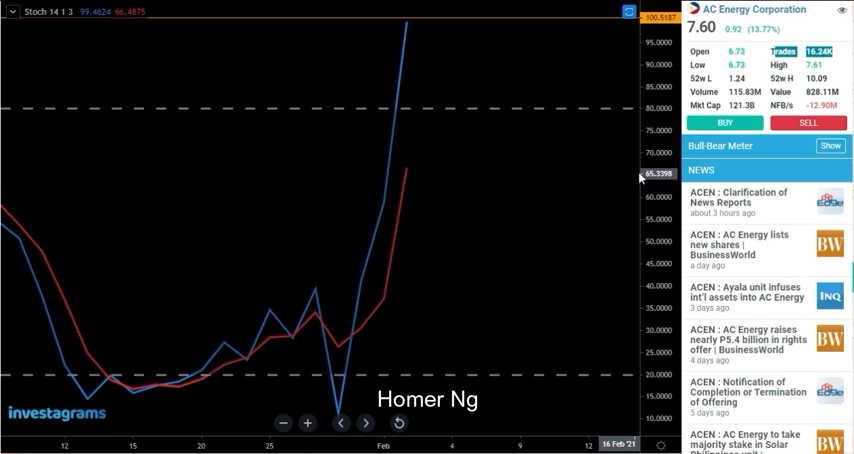 Stoch 14 1 3 99.4624 66.4875
100.5187
95.0000
90.0000
85.0000
80.0000
75.0000
70.0000
65.3398
60.0000
55.0000
50.0000
45.0000
40.0000
35.0000
30.0000
25.0000
20.0000
15.0000
10.0000
investagrams
Homer Ng
12 15 20 25 Feb 4 9 12 16 Feb '21
AC Energy Corporation
7.60 0.92 (13.77%)
Open 6.73 Trades 16.24K
Low 6.73 High 7.61
52w L 1.24 52w H 10.09
Volume 115.83M Value 828.11M
Mkt Cap 121.3B NFB/s -12.90M
BUY SELL
Bull-Bear Meter Show
NEWS
ACEN : Clarification of
News Reports
about 3 hours ago
Edge
ACEN : AC Energy lists
new shares |
BusinessWorld
a day ago
BW
ACEN : Ayala unit infuses
int'l assets into AC Energy
3 days ago
INQ
ACEN : AC Energy raises
nearly P5.4 billion in rights
offer | BusinessWorld
4 days ago
BW
ACEN : Notification of
Completion or Termination
of Offering
5 days ago
Edge
ACEN : AC Energy to take
majority stake in Solar
Philippines unit |
BW